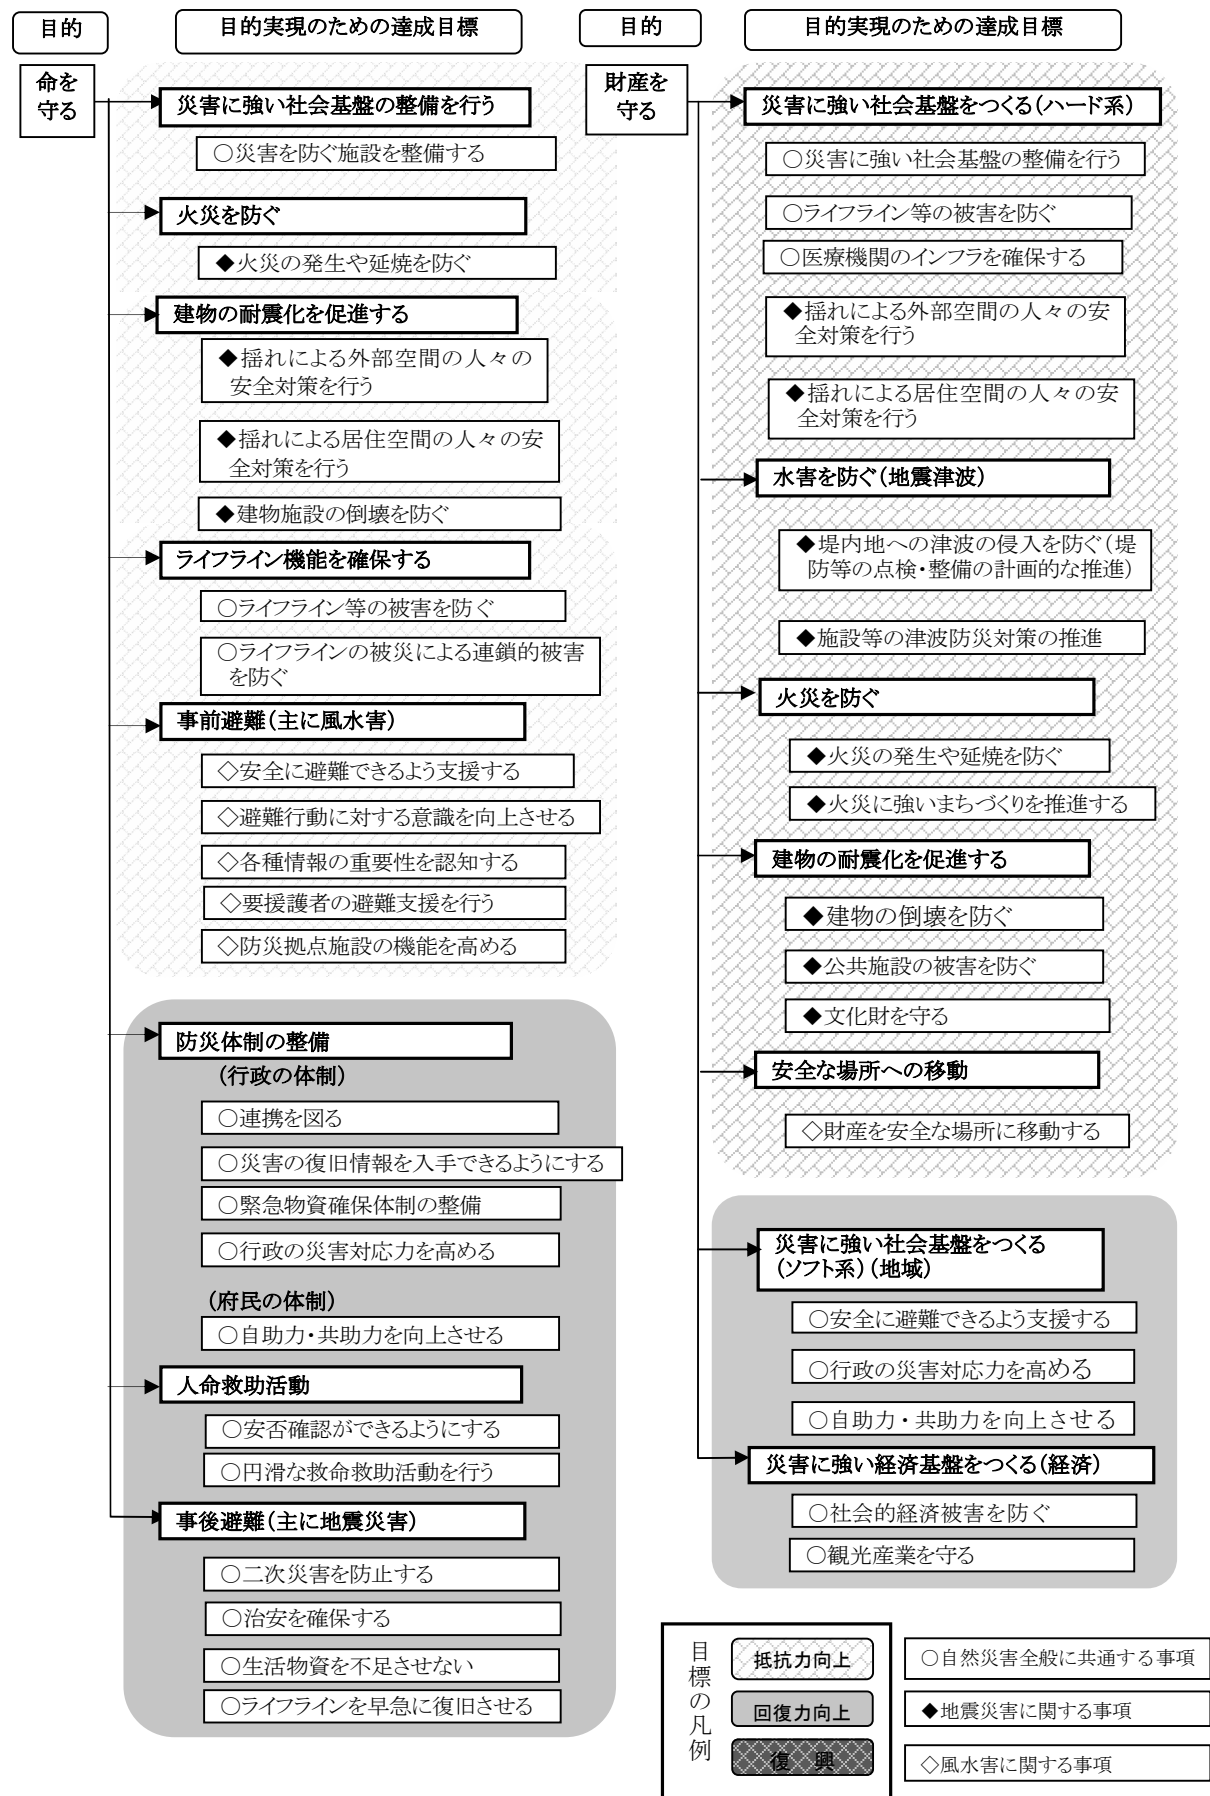 目的
目的実現のための達成目標
命を
守る
災害に強い社会基盤の整備を行う
○災害を防ぐ施設を整備する
火災を防ぐ
◆火災の発生や延焼を防ぐ
建物の耐震化を促進する
◆揺れによる外部空間の人々の
安全対策を行う
◆揺れによる居住空間の人々の安
全対策を行う
◆建物施設の倒壊を防ぐ
ライフライン機能を確保する
○ライフライン等の被害を防ぐ
○ライフラインの被災による連鎖的被害
を防ぐ
事前避難(主に風水害)
◇安全に避難できるよう支援する
◇避難行動に対する意識を向上させる
◇各種情報の重要性を認知する
◇要援護者の避難支援を行う
◇防災拠点施設の機能を高める
防災体制の整備
(行政の体制)
○連携を図る
○災害の復旧情報を入手できるようにする
○緊急物資確保体制の整備
○行政の災害対応力を高める
(府民の体制)
○自助力・共助力を向上させる
人命救助活動
○安否確認ができるようにする
○円滑な救命救助活動を行う
事後避難(主に地震災害)
○二次災害を防止する
○治安を確保する
○生活物資を不足させない
○ライフラインを早急に復旧させる
目的
目的実現のための達成目標
財産を
守る
災害に強い社会基盤をつくる(ハード系)
○災害に強い社会基盤の整備を行う
○ライフライン等の被害を防ぐ
○医療機関のインフラを確保する
◆揺れによる外部空間の人々の安
全対策を行う
◆揺れによる居住空間の人々の安
全対策を行う
水害を防ぐ(地震津波)
◆堤内地への津波の侵入を防ぐ(堤
防等の点検・整備の計画的な推進)
◆施設等の津波防災対策の推進
火災を防ぐ
◆火災の発生や延焼を防ぐ
◆火災に強いまちづくりを推進する
建物の耐震化を促進する
◆建物の倒壊を防ぐ
◆公共施設の被害を防ぐ
◆文化財を守る
安全な場所への移動
◇財産を安全な場所に移動する
災害に強い社会基盤をつくる
(ソフト系)(地域)
○安全に避難できるよう支援する
○行政の災害対応力を高める
○自助力・共助力を向上させる
災害に強い経済基盤をつくる(経済)
○社会的経済被害を防ぐ
○観光産業を守る
目標の凡例
抵抗力向上
回復力向上
復 興
○自然災害全般に共通する事項
◆地震災害に関する事項
◇風水害に関する事項